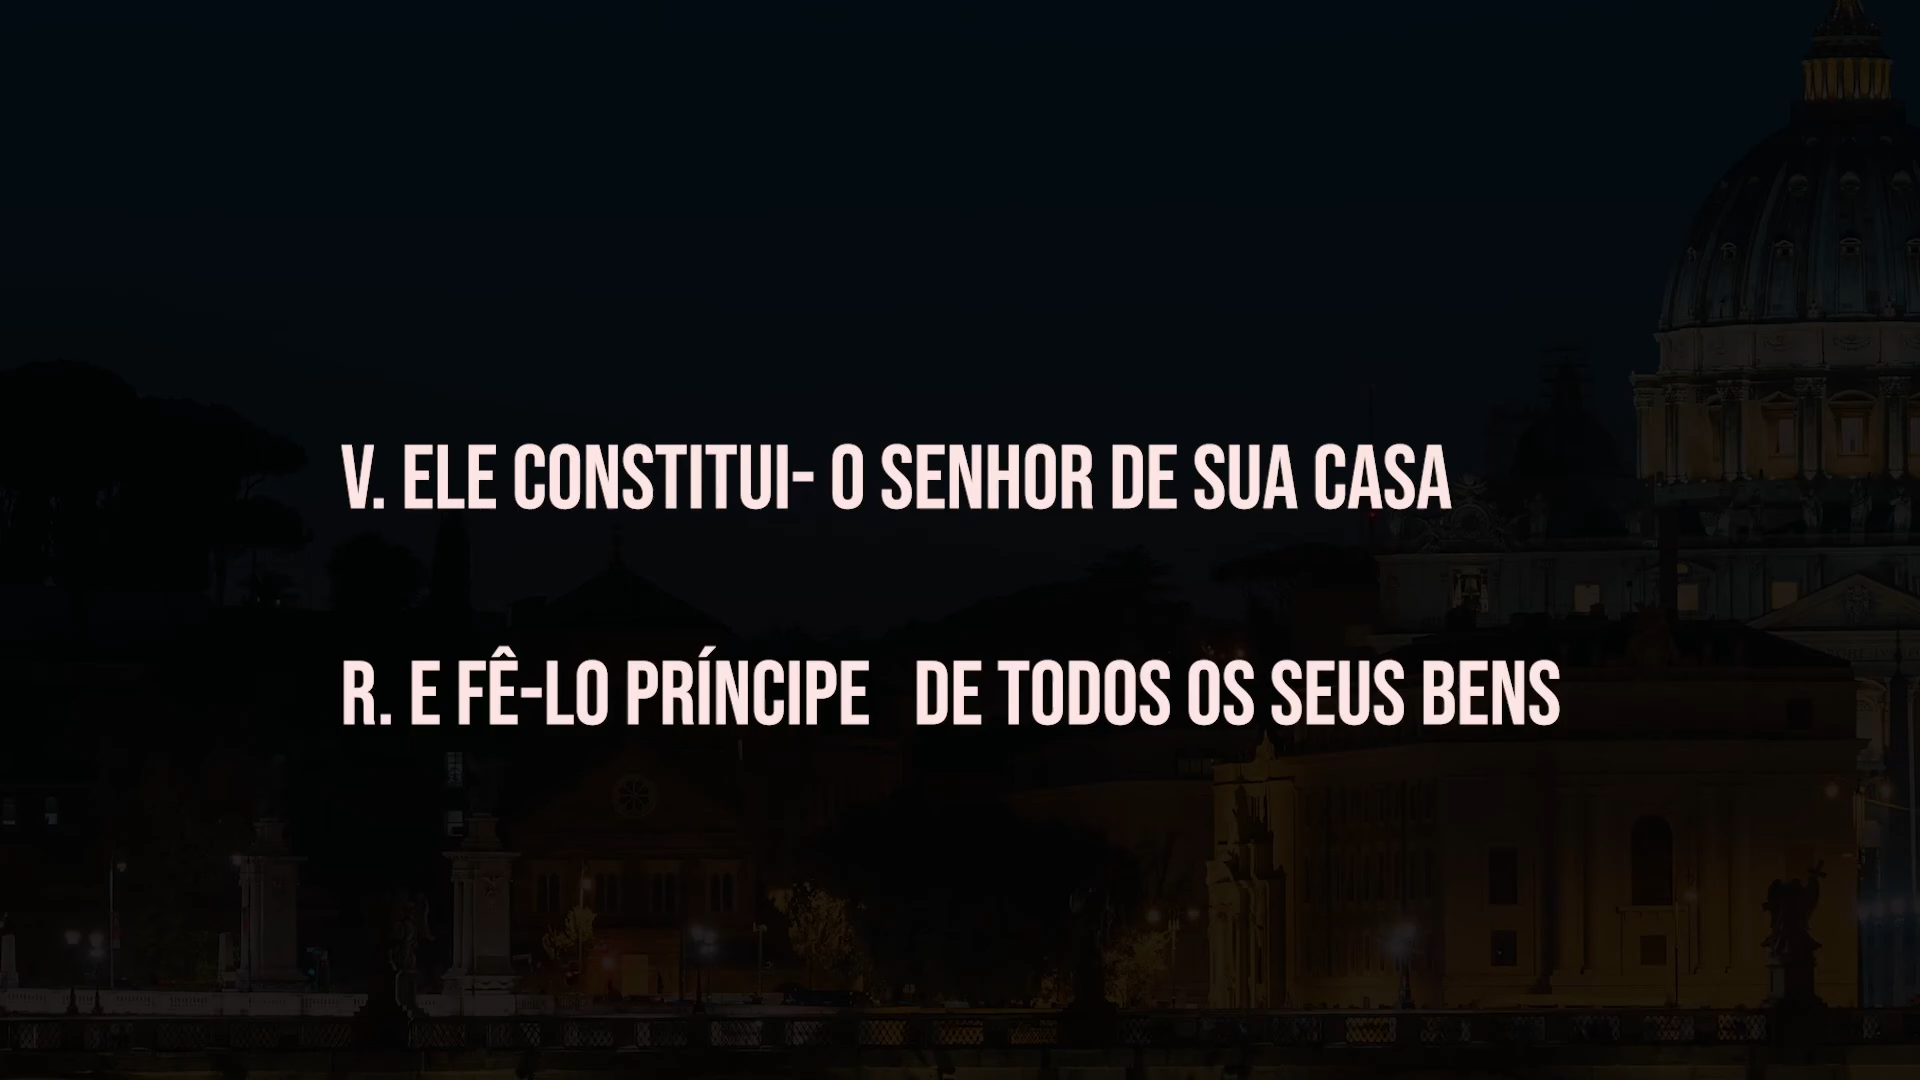 V. ELE CONSTITUI- O SENHOR DE SUA CASA
R. E FÊ-LO PRÍNCIPE DE TODOS OS SEUS BENS